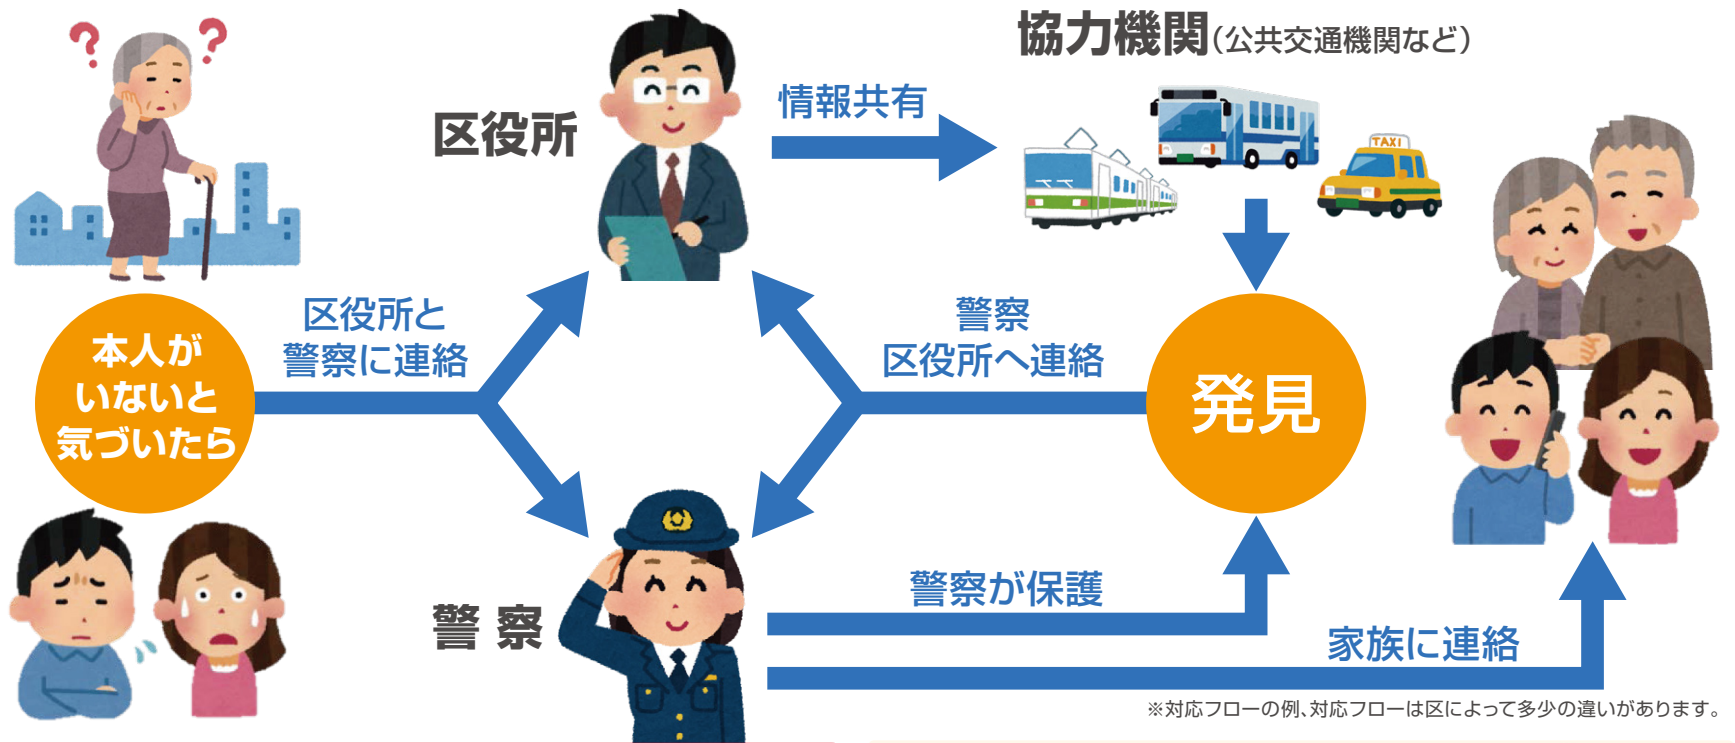 協力機関(公共交通機関など)
区役所
情報共有
TAXI
本人が
いないと
気づいたら
区役所と
警察に連絡
警察
区役所へ連絡
発見
警察
警察が保護
家族に連絡
※対応フローの例、対応フローは区によって多少の違いがあります。